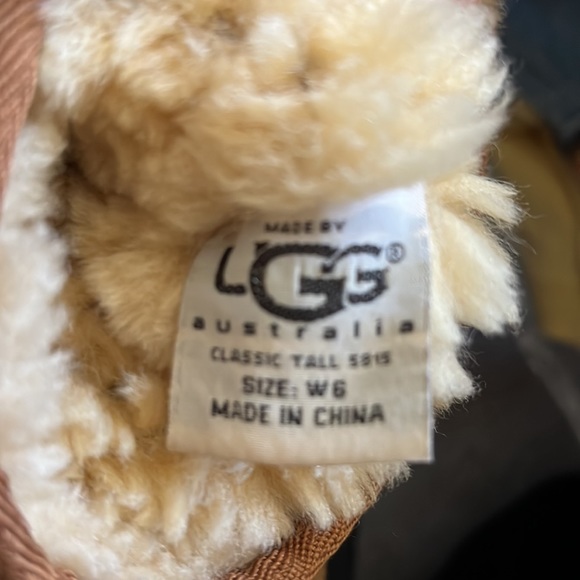 MADE BY
UGG®
australia
CLASSIC TALL 5815
SIZE: W6
MADE IN CHINA